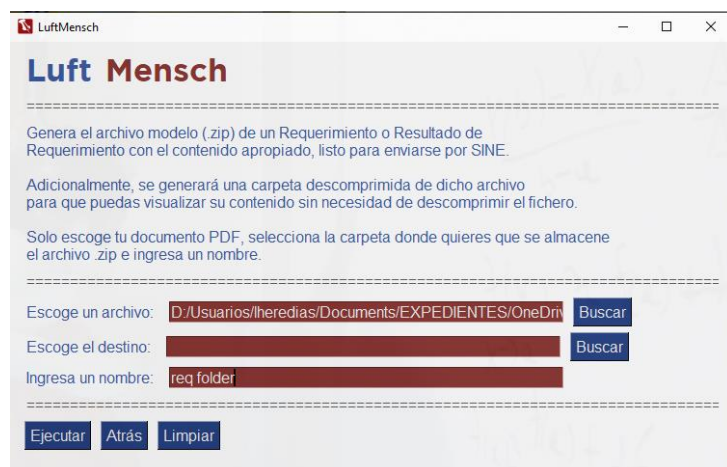 LuftMensch
Luft Mensch
================================================================================
Genera el archivo modelo (.zip) de un Requerimiento o Resultado de
Requerimiento con el contenido apropiado, listo para enviarse por SINE.
Adicionalmente, se generará una carpeta descomprimida de dicho archivo
para que puedas visualizar su contenido sin necesidad de descomprimir el fichero.
Solo escoge tu documento PDF, selecciona la carpeta donde quieres que se almacene
el archivo .zip e ingresa un nombre.
================================================================================
Escoge un archivo: D:/Usuarios/lheredias/Documents/EXPEDIENTES/OneDriv Buscar
Escoge el destino: Buscar
Ingresa un nombre: req folder
================================================================================
Ejecutar Atrás Limpiar